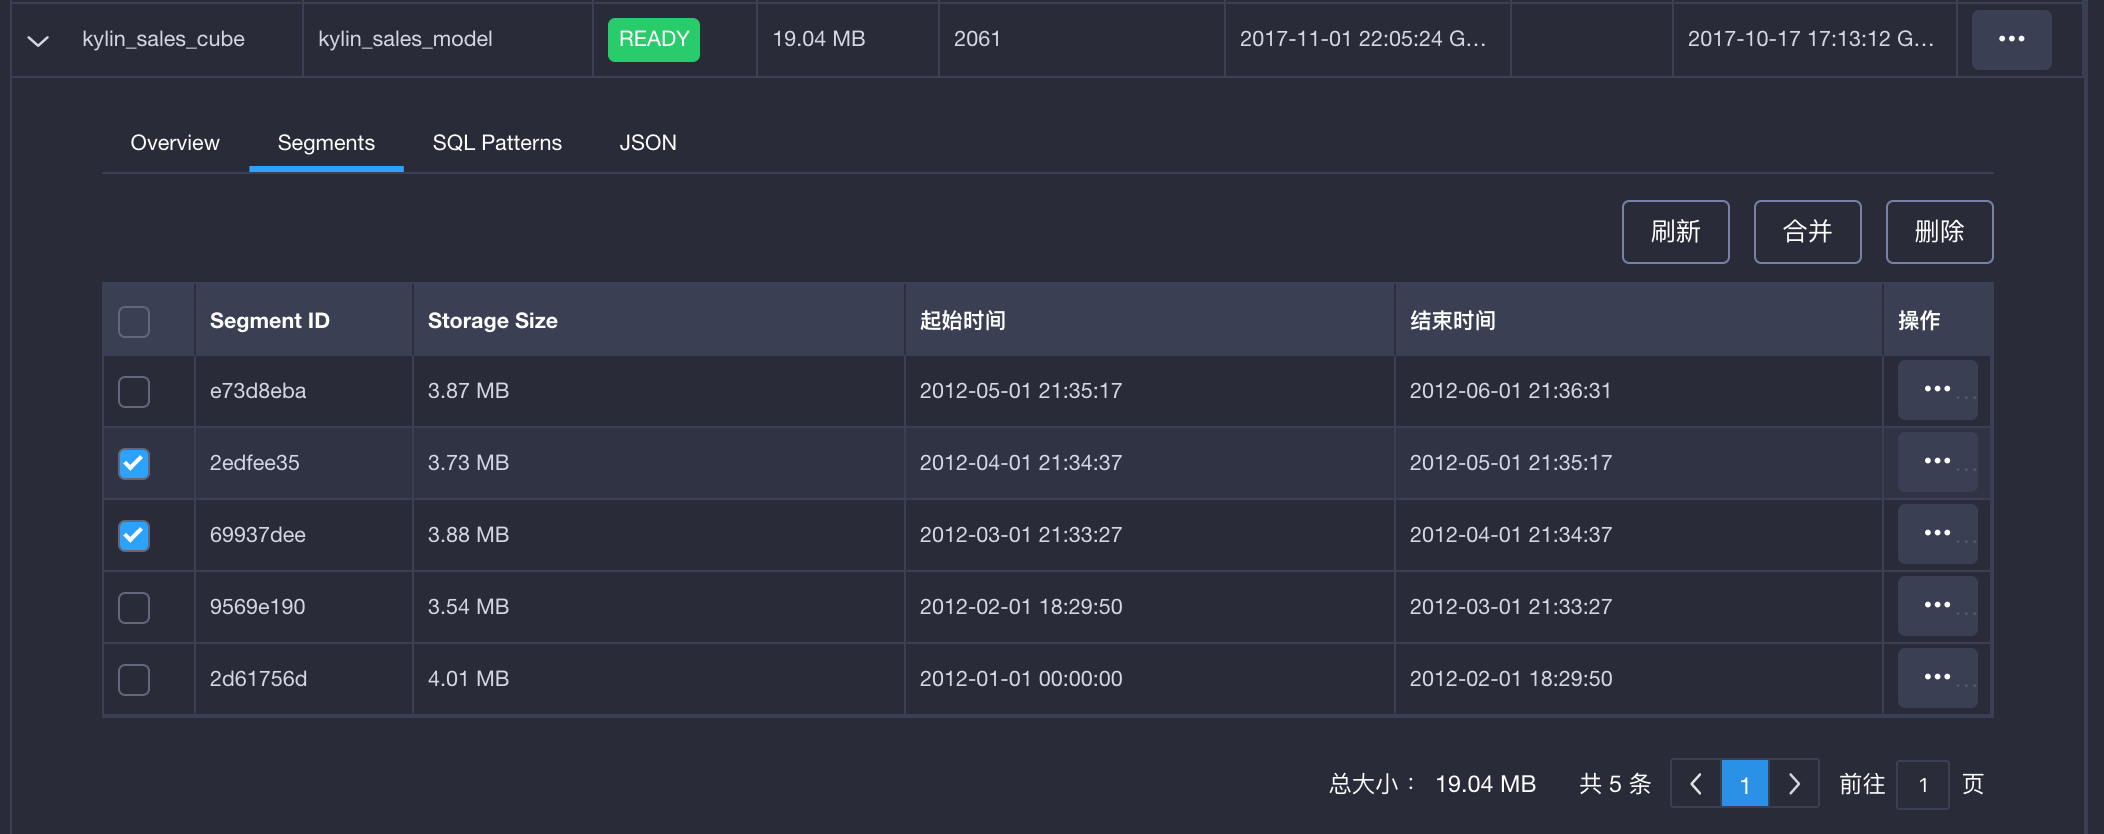 kylin_sales_cube kylin_sales_model READY 19.04 MB 2061 2017-11-01 22:05:24 G... 2017-10-17 17:13:12 G...
Overview Segments SQL Patterns JSON
刷新 合并 删除
Segment ID Storage Size 起始时间 结束时间 操作
e73d8eba 3.87 MB 2012-05-01 21:35:17 2012-06-01 21:36:31
2edfee35 3.73 MB 2012-04-01 21:34:37 2012-05-01 21:35:17
69937dee 3.88 MB 2012-03-01 21:33:27 2012-04-01 21:34:37
9569e190 3.54 MB 2012-02-01 18:29:50 2012-03-01 21:33:27
2d61756d 4.01 MB 2012-01-01 00:00:00 2012-02-01 18:29:50
总大小： 19.04 MB 共 5 条 1 前往 1 页